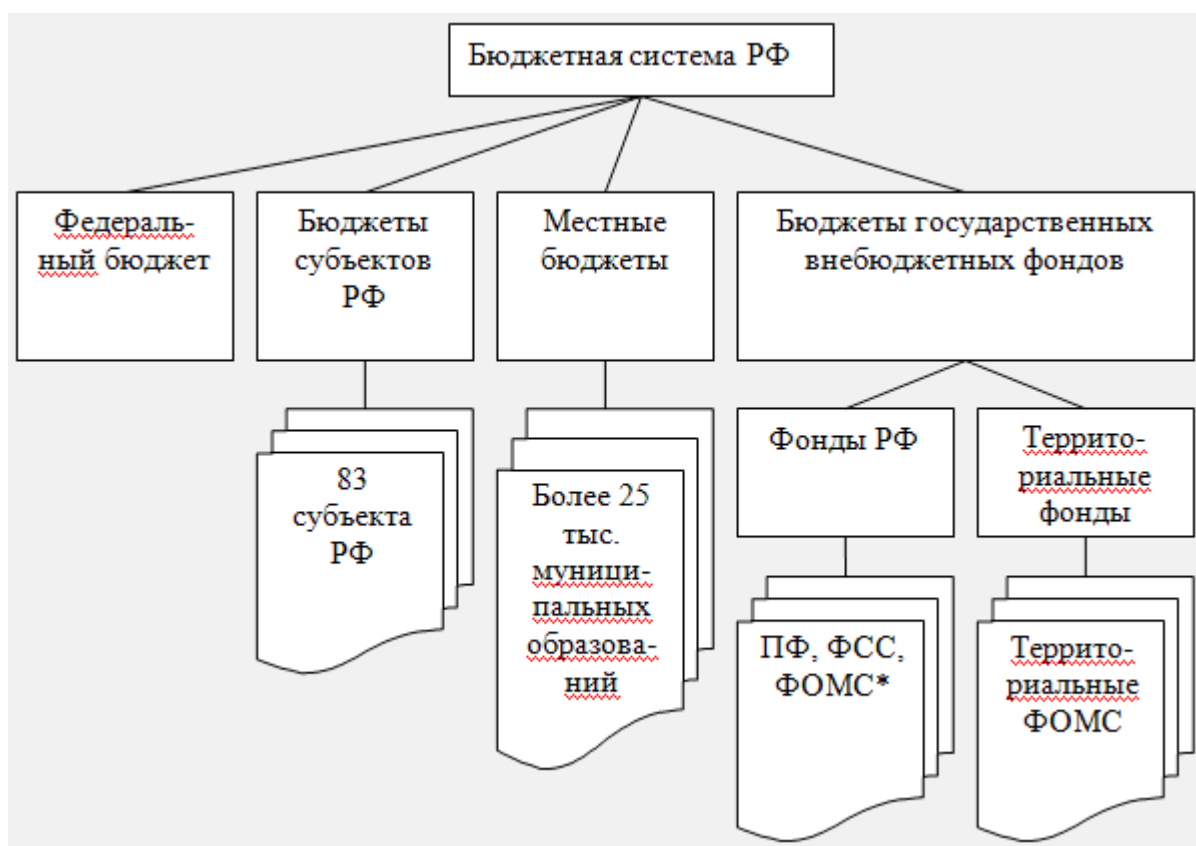 Бюджетная система РФ
Федераль-
ный бюджет
Бюджеты
субъектов
РФ
Местные
бюджеты
Бюджеты государственных
внебюджетных фондов
83
субъекта
РФ
Более 25
тыс.
муници-
пальных
образова-
ний
Фонды РФ
Террито-
риальные
фонды
ПФ, ФСС,
ФОМС*
Террито-
риальные
ФОМС